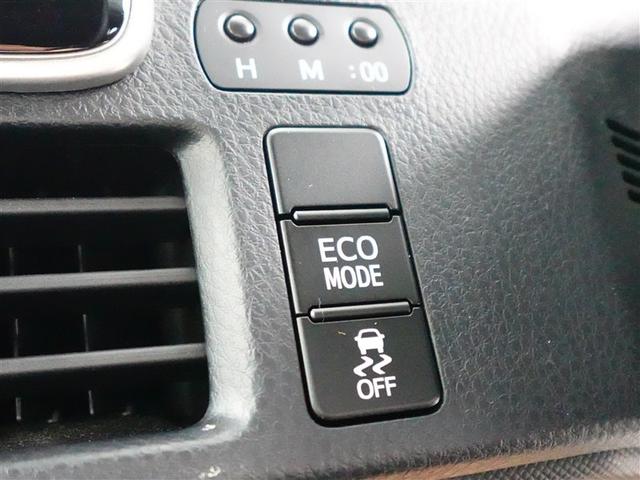 H M :00
ECO
MODE
OFF